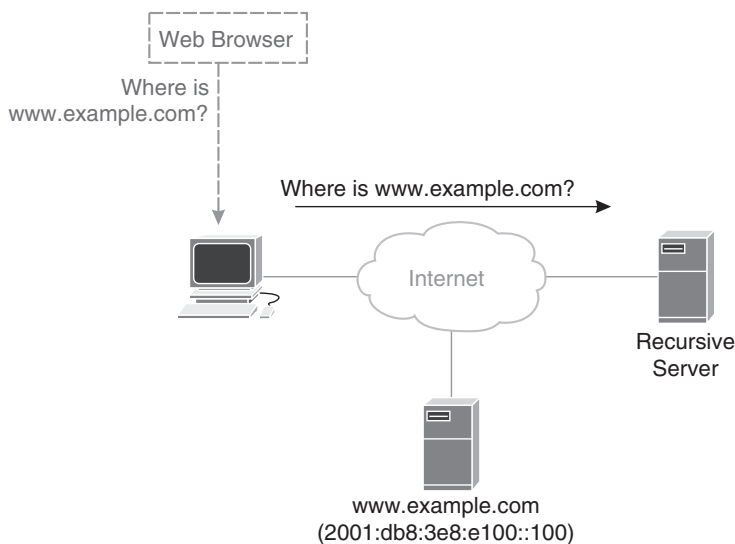 Web Browser
Where is
www.example.com?
Where is www.example.com?
Internet
Recursive
Server
www.example.com
(2001:db8:3e8:e100::100)